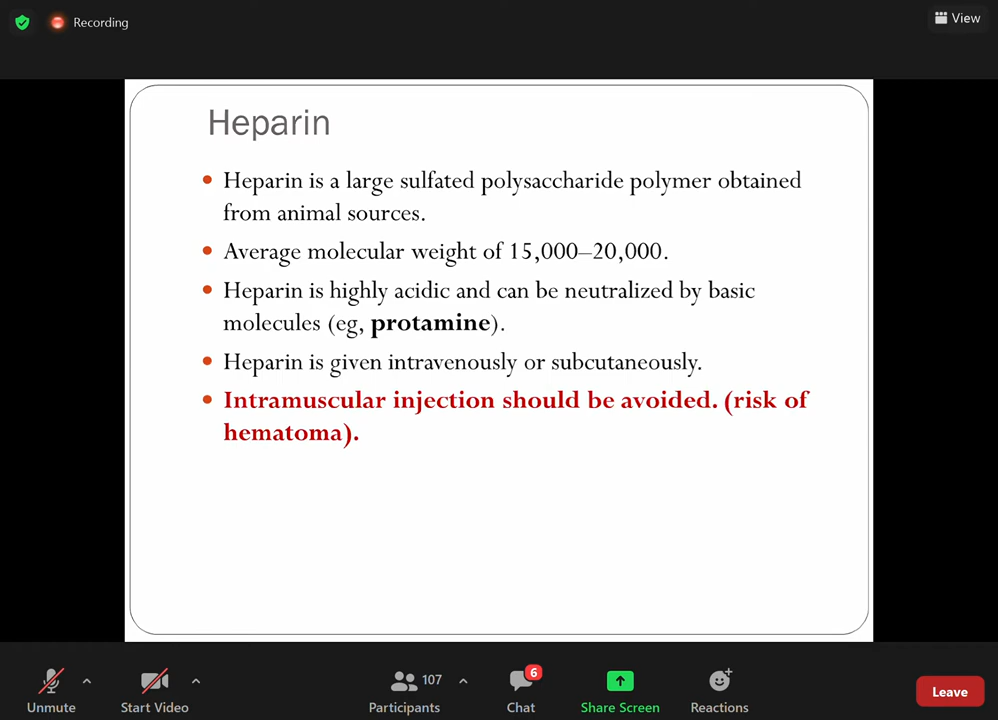 Recording
View
Heparin
• Heparin is a large sulfated polysaccharide polymer obtained
from animal sources.
• Average molecular weight of 15,000–20,000.
• Heparin is highly acidic and can be neutralized by basic
molecules (eg, protamine).
• Heparin is given intravenously or subcutaneously.
• Intramuscular injection should be avoided. (risk of
hematoma).
107
6
Unmute
Start Video
Participants
Chat
Share Screen
Reactions
Leave